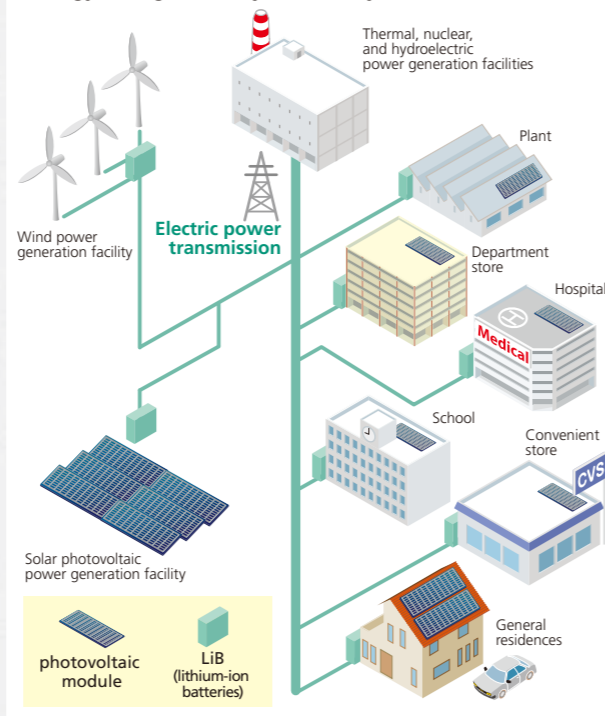 Thermal, nuclear,
and hydroelectric
power generation facilities
Plant
Wind power
generation facility
Electric power
transmission
Department
store
Hospital
Medical
School
Convenient
store
CVS
Solar photovoltaic
power generation facility
General
residences
photovoltaic
module
LiB
(lithium-ion
batteries)